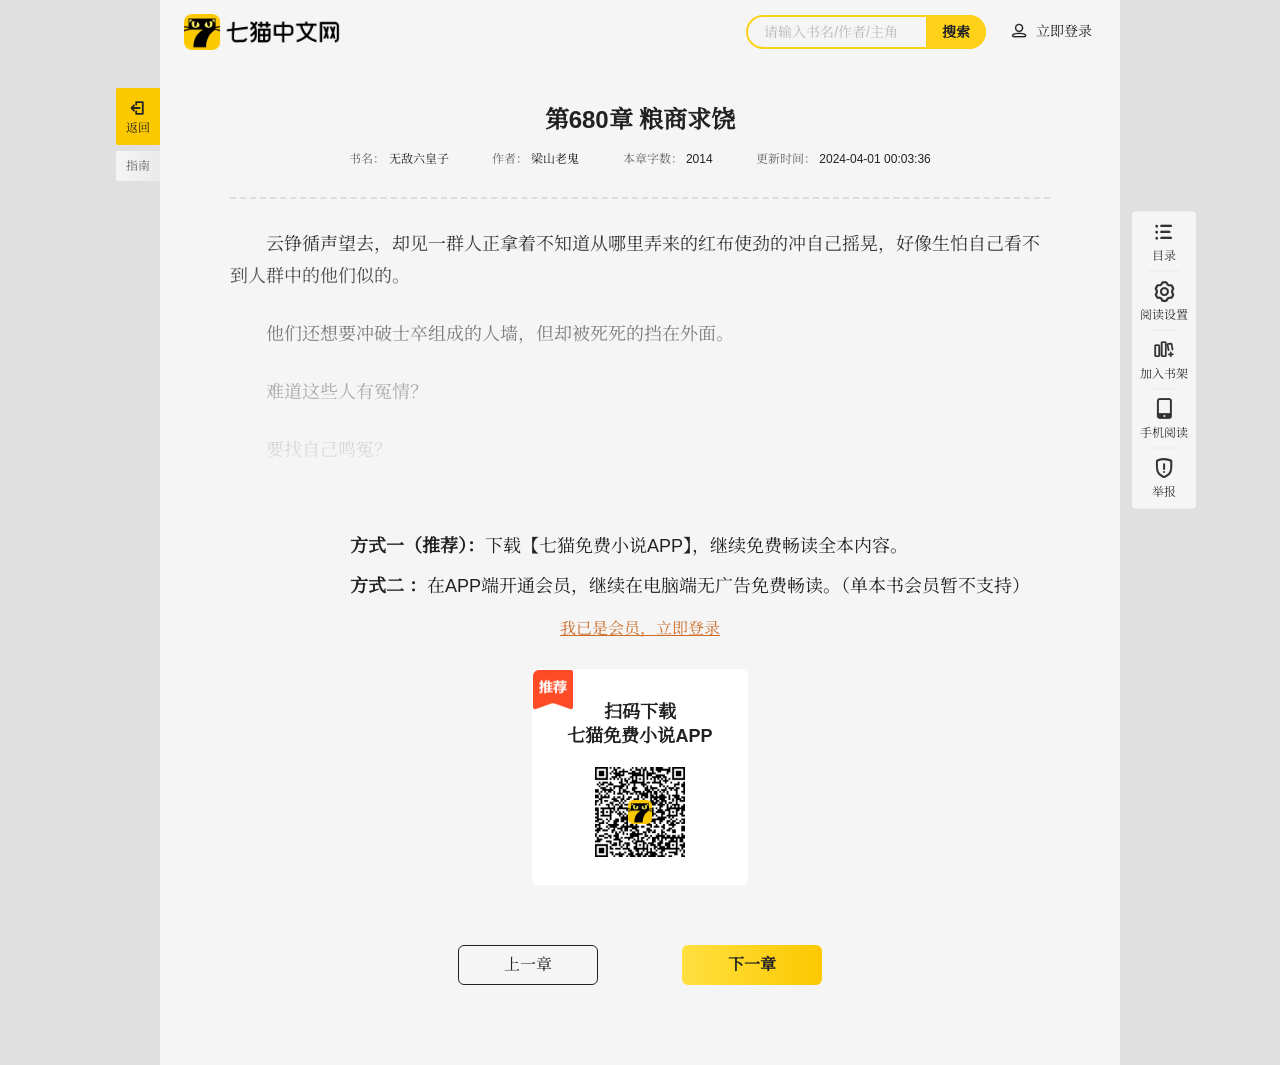 七猫中文网
请输入书名/作者/主角
搜索
立即登录
返回
指南
第680章 粮商求饶
书名： 无敌六皇子 作者： 梁山老鬼 本章字数： 2014 更新时间： 2024-04-01 00:03:36
云铮循声望去，却见一群人正拿着不知道从哪里弄来的红布使劲的冲自己摇晃，好像生怕自己看不
到人群中的他们似的。
他们还想要冲破士卒组成的人墙，但却被死死的挡在外面。
难道这些人有冤情？
要找自己鸣冤？
目录
阅读设置
加入书架
手机阅读
举报
方式一（推荐）： 下载【七猫免费小说APP】，继续免费畅读全本内容。
方式二 ： 在APP端开通会员，继续在电脑端无广告免费畅读。（单本书会员暂不支持）
我已是会员，立即登录
推荐
扫码下载
七猫免费小说APP
上一章
下一章